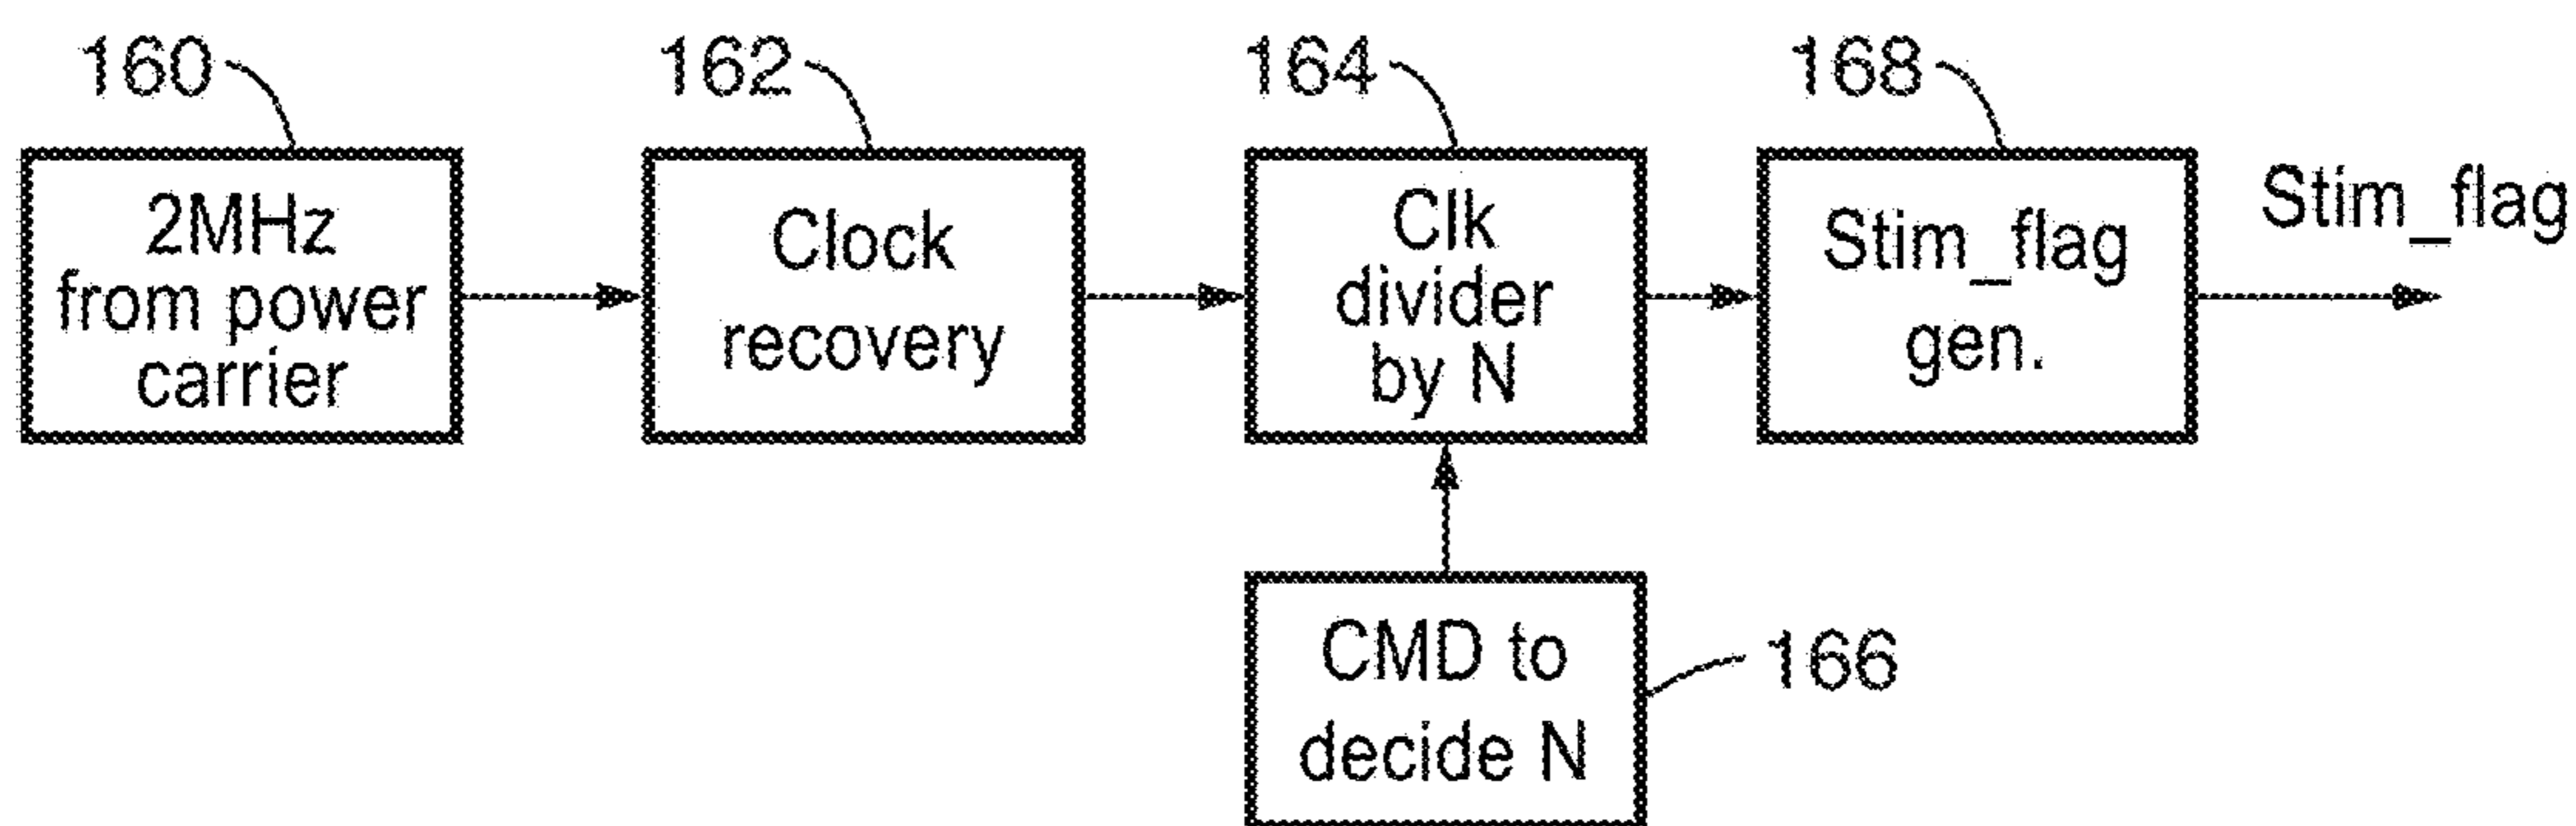 160
162
164
168
2MHz
from power
carrier
Clock
recovery
Clk
divider
by N
Stim_flag
gen.
Stim_flag
CMD to
decide N
166